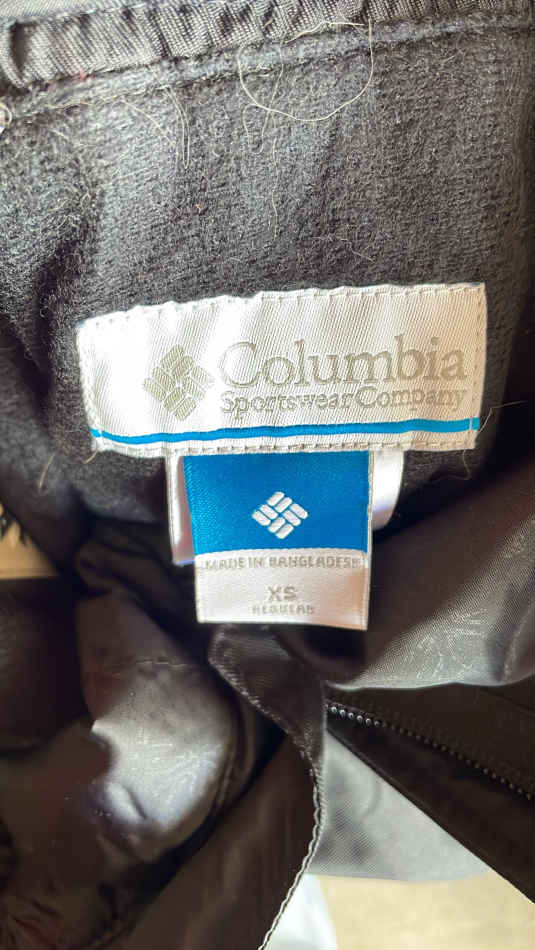 Columbia
Sportswear Company
MADE IN BANGLADESH
XS
REGULAR